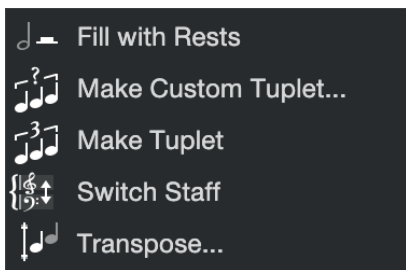 Fill with Rests
Make Custom Tuplet...
Make Tuplet
Switch Staff
Transpose...